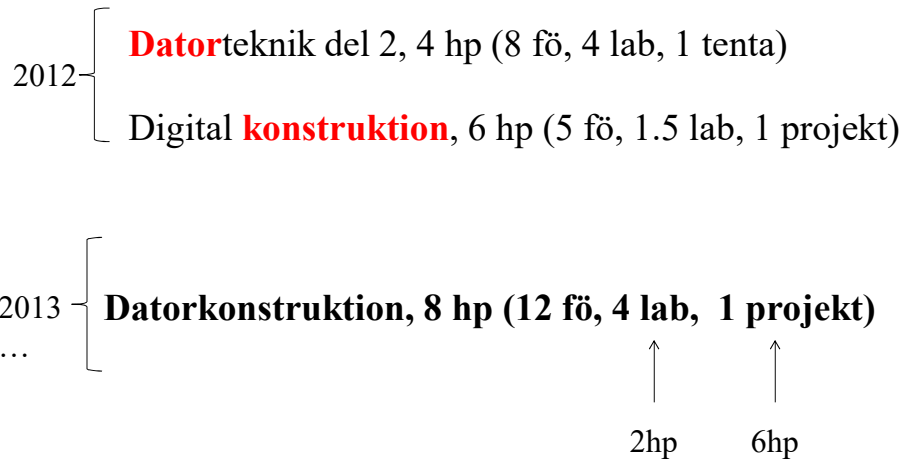 Datorteknik del 2, 4 hp (8 fö, 4 lab, 1 tenta)
2012
Digital konstruktion, 6 hp (5 fö, 1.5 lab, 1 projekt)
2013
Datorkonstruktion, 8 hp (12 fö, 4 lab, 1 projekt)
…
2hp 6hp